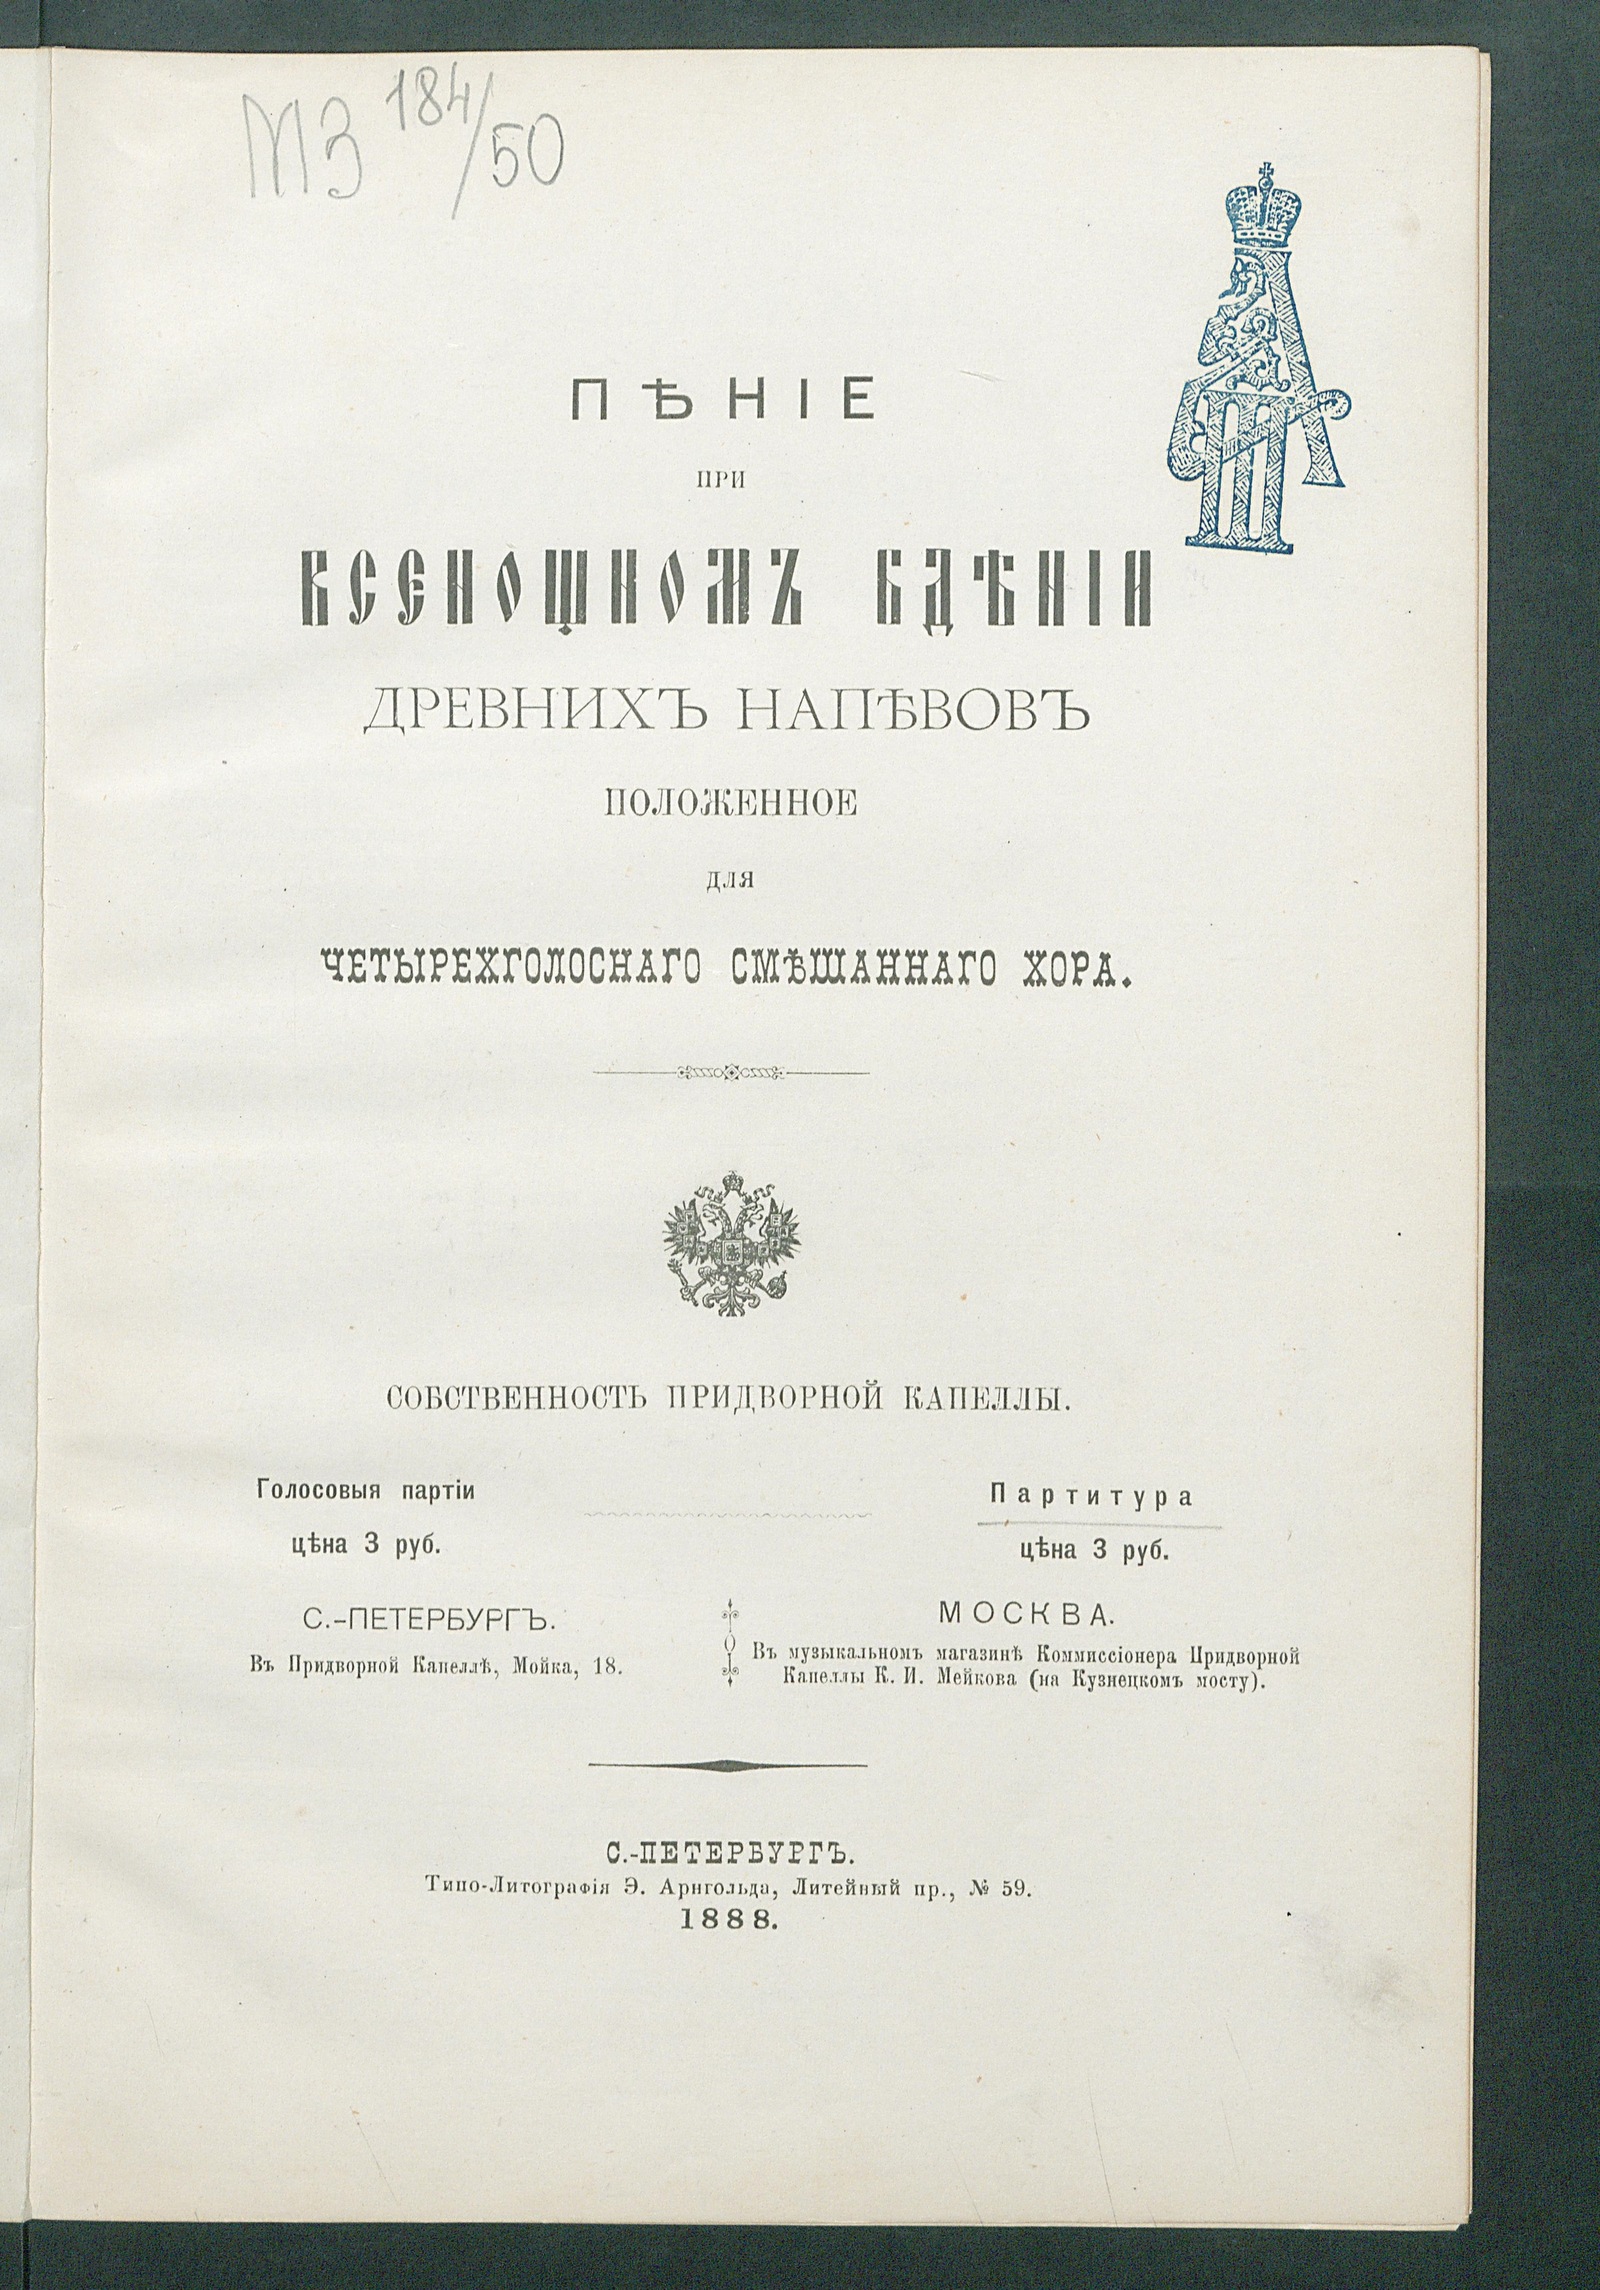 МЗ 184/50
ПѢНІЕ
ПРИ
ВСЕНОЩНОМЪ БДѢНІИ
ДРЕВНИХЪ НАПѢВОВЪ
ПОЛОЖЕННОЕ
ДЛЯ
ЧЕТЫРЕХГОЛОСНАГО СМѢШАННАГО ХОРА.
СОБСТВЕННОСТЬ ПРИДВОРНОЙ КАПЕЛЛЫ.
Голосовыя партіи
цѣна 3 руб.
Партитура
цѣна 3 руб.
С.-ПЕТЕРБУРГЪ.
Въ Придворной Капеллѣ, Мойка, 18.
МОСКВА.
Въ музыкальномъ магазинѣ Коммиссіонера Придворной
Капеллы К. И. Мейкова (на Кузнецкомъ мосту).
С.-ПЕТЕРБУРГЪ.
Типо-Литографія Э. Арнгольда, Литейный пр., № 59.
1888.